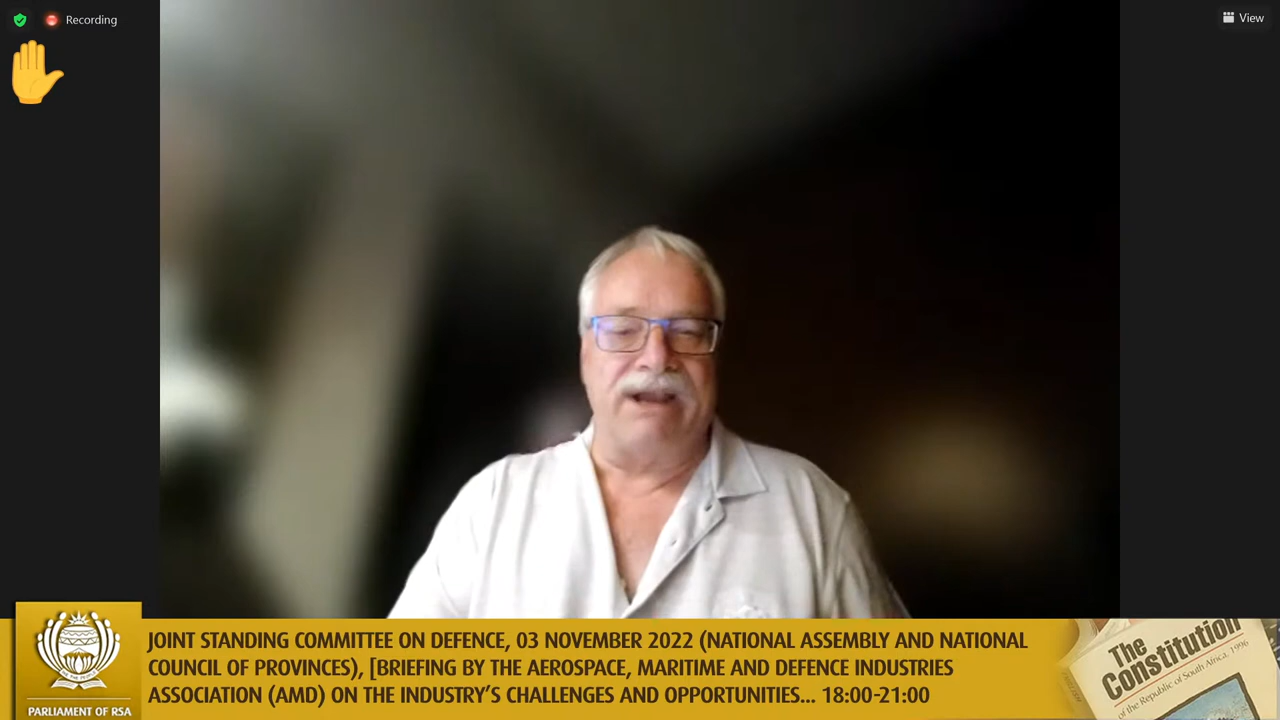 Recording
View
JOINT STANDING COMMITTEE ON DEFENCE, 03 NOVEMBER 2022 (NATIONAL ASSEMBLY AND NATIONAL
COUNCIL OF PROVINCES), [BRIEFING BY THE AEROSPACE, MARITIME AND DEFENCE INDUSTRIES
ASSOCIATION (AMD) ON THE INDUSTRY'S CHALLENGES AND OPPORTUNITIES... 18:00-21:00
PARLIAMENT OF RSA
The
Constitution
of the Republic of South Africa, 1996